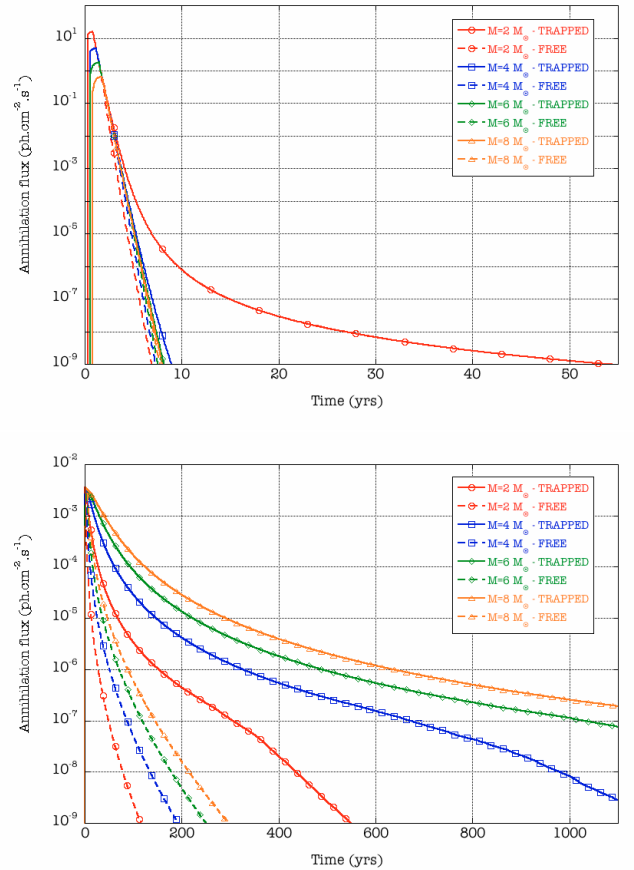 10¹
10⁻¹
10⁻³
10⁻⁵
10⁻⁷
10⁻⁹
Annihilation flux (ph.cm⁻².s⁻¹)
M=2 M⊙ - TRAPPED
M=2 M⊙ - FREE
M=4 M⊙ - TRAPPED
M=4 M⊙ - FREE
M=6 M⊙ - TRAPPED
M=6 M⊙ - FREE
M=8 M⊙ - TRAPPED
M=8 M⊙ - FREE
0 10 20 30 40 50
Time (yrs)
10⁻²
10⁻³
10⁻⁴
10⁻⁵
10⁻⁶
10⁻⁷
10⁻⁸
10⁻⁹
Annihilation flux (ph.cm⁻².s⁻¹)
M=2 M⊙ - TRAPPED
M=2 M⊙ - FREE
M=4 M⊙ - TRAPPED
M=4 M⊙ - FREE
M=6 M⊙ - TRAPPED
M=6 M⊙ - FREE
M=8 M⊙ - TRAPPED
M=8 M⊙ - FREE
0 200 400 600 800 1000
Time (yrs)